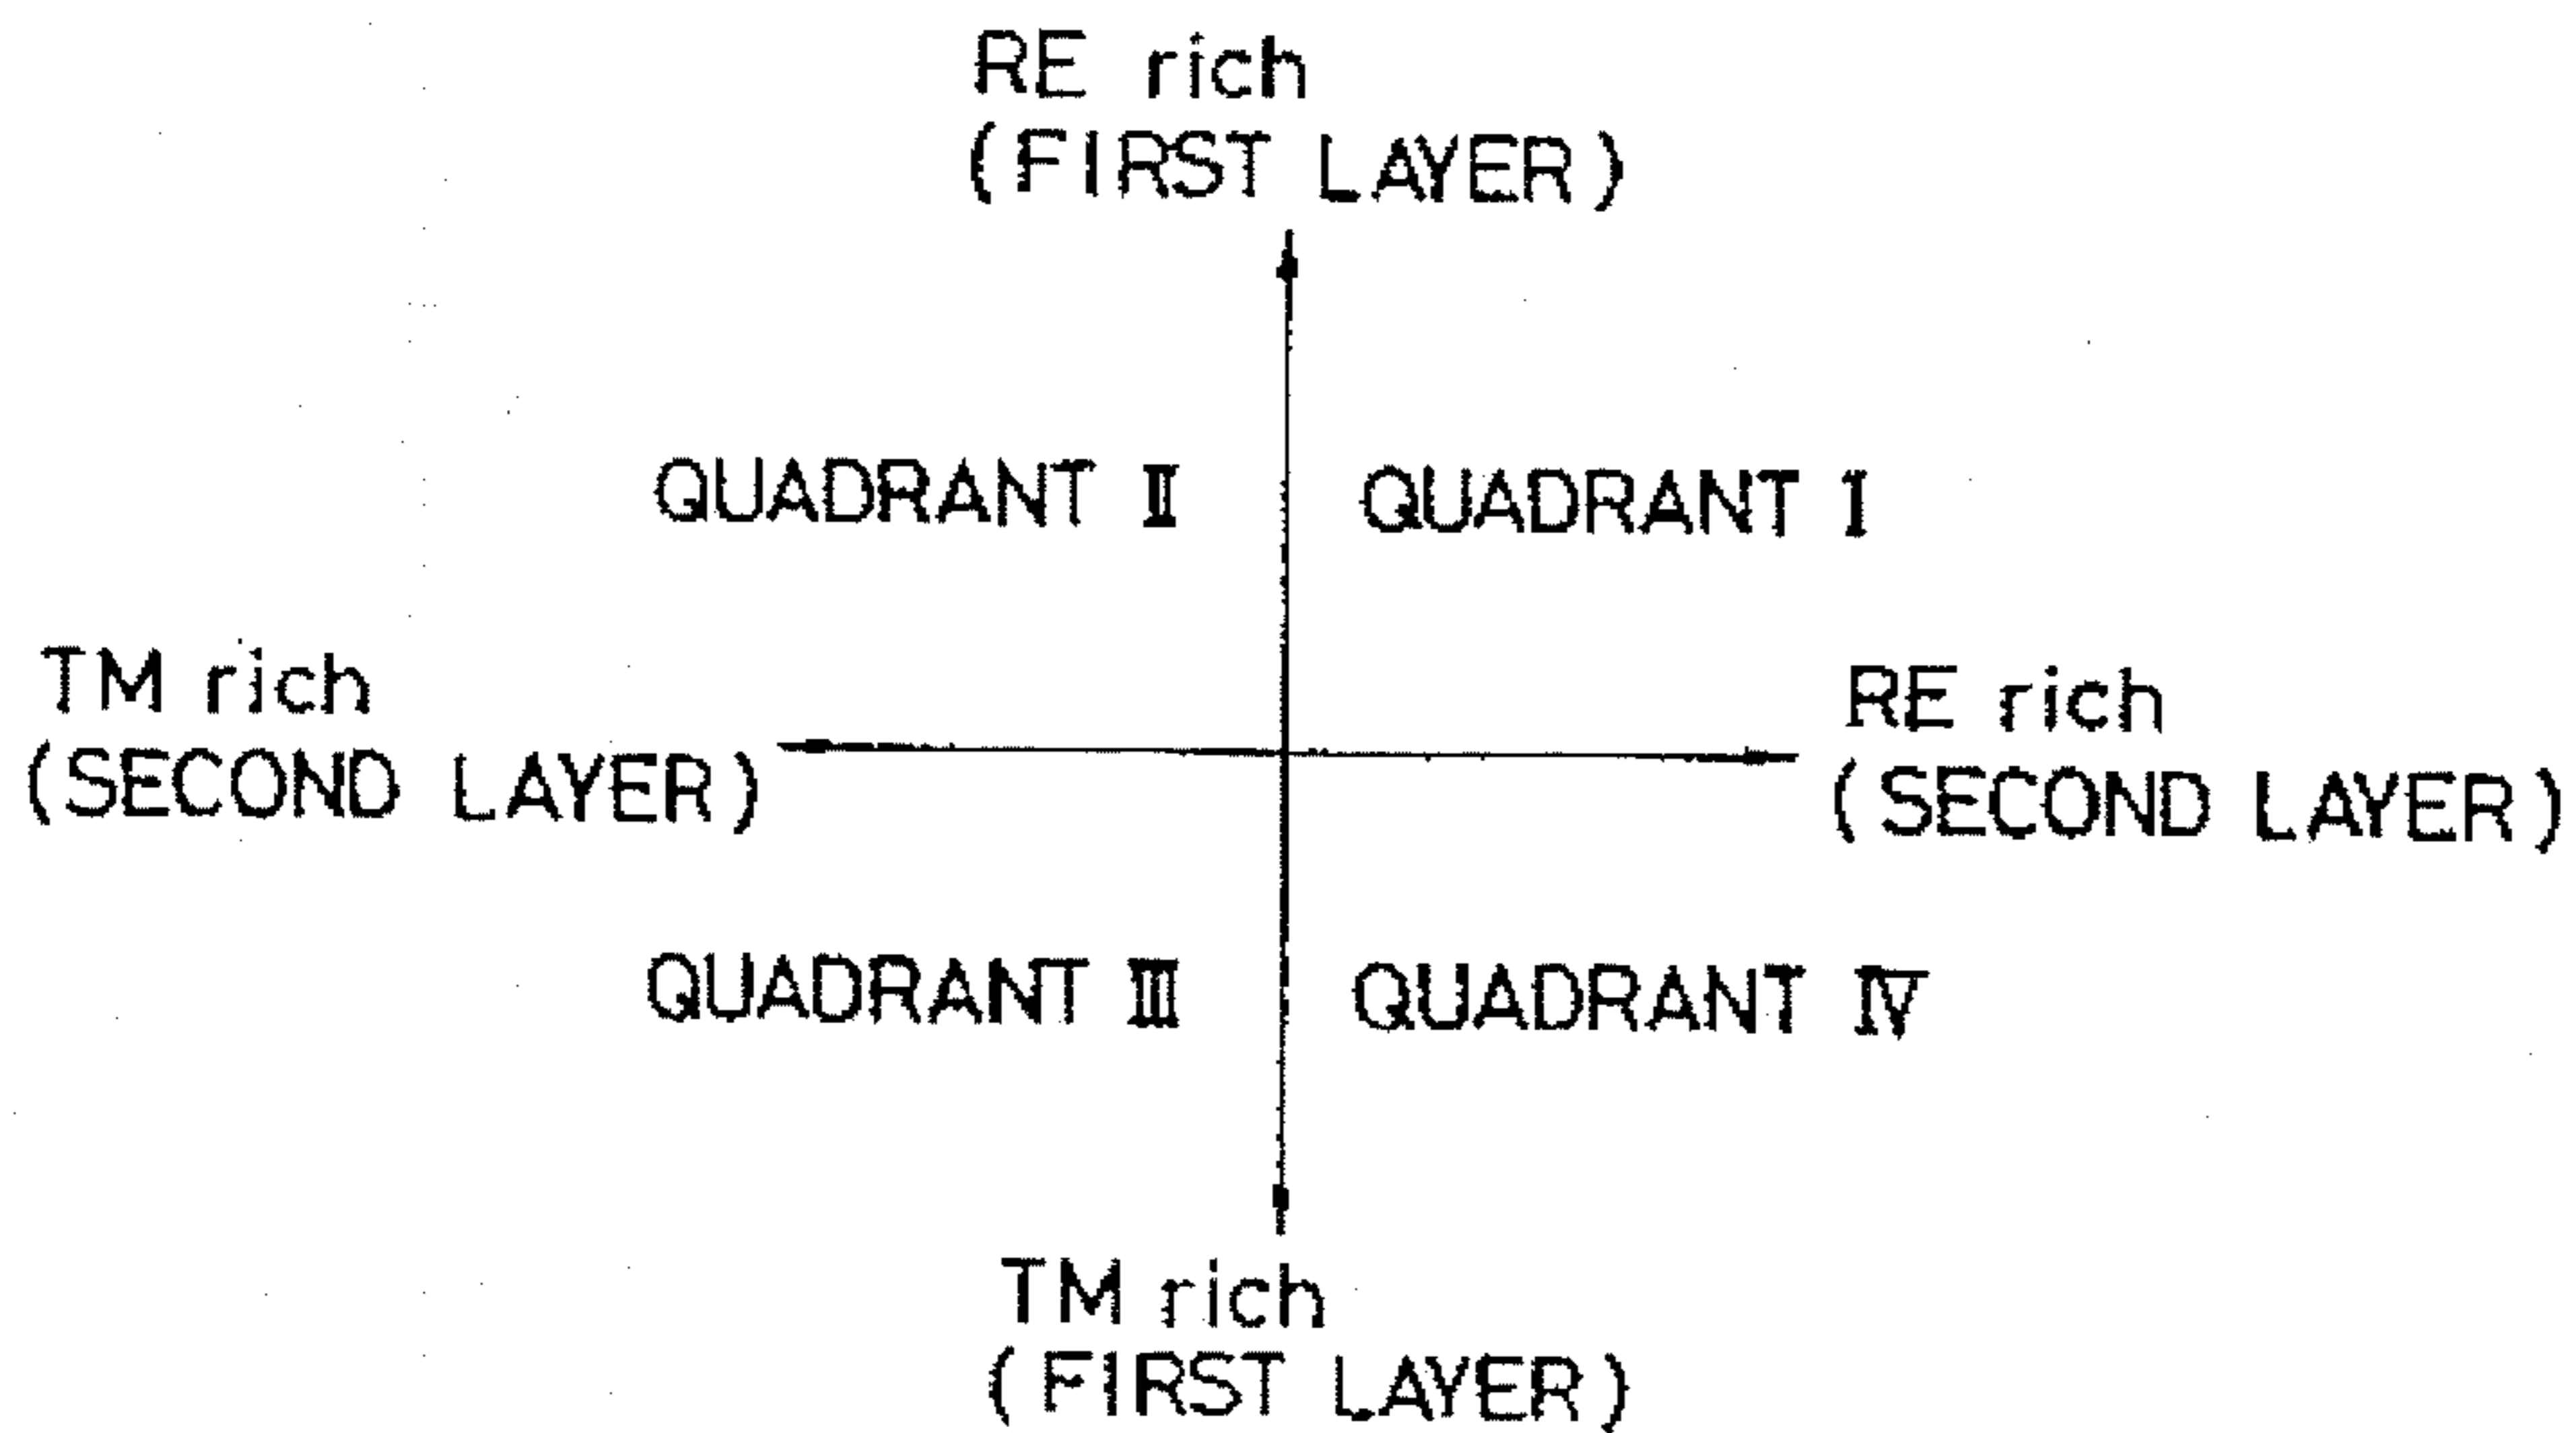 RE rich
(FIRST LAYER)
QUADRANT II
QUADRANT I
TM rich
(SECOND LAYER)
RE rich
(SECOND LAYER)
QUADRANT III
QUADRANT IV
TM rich
(FIRST LAYER)